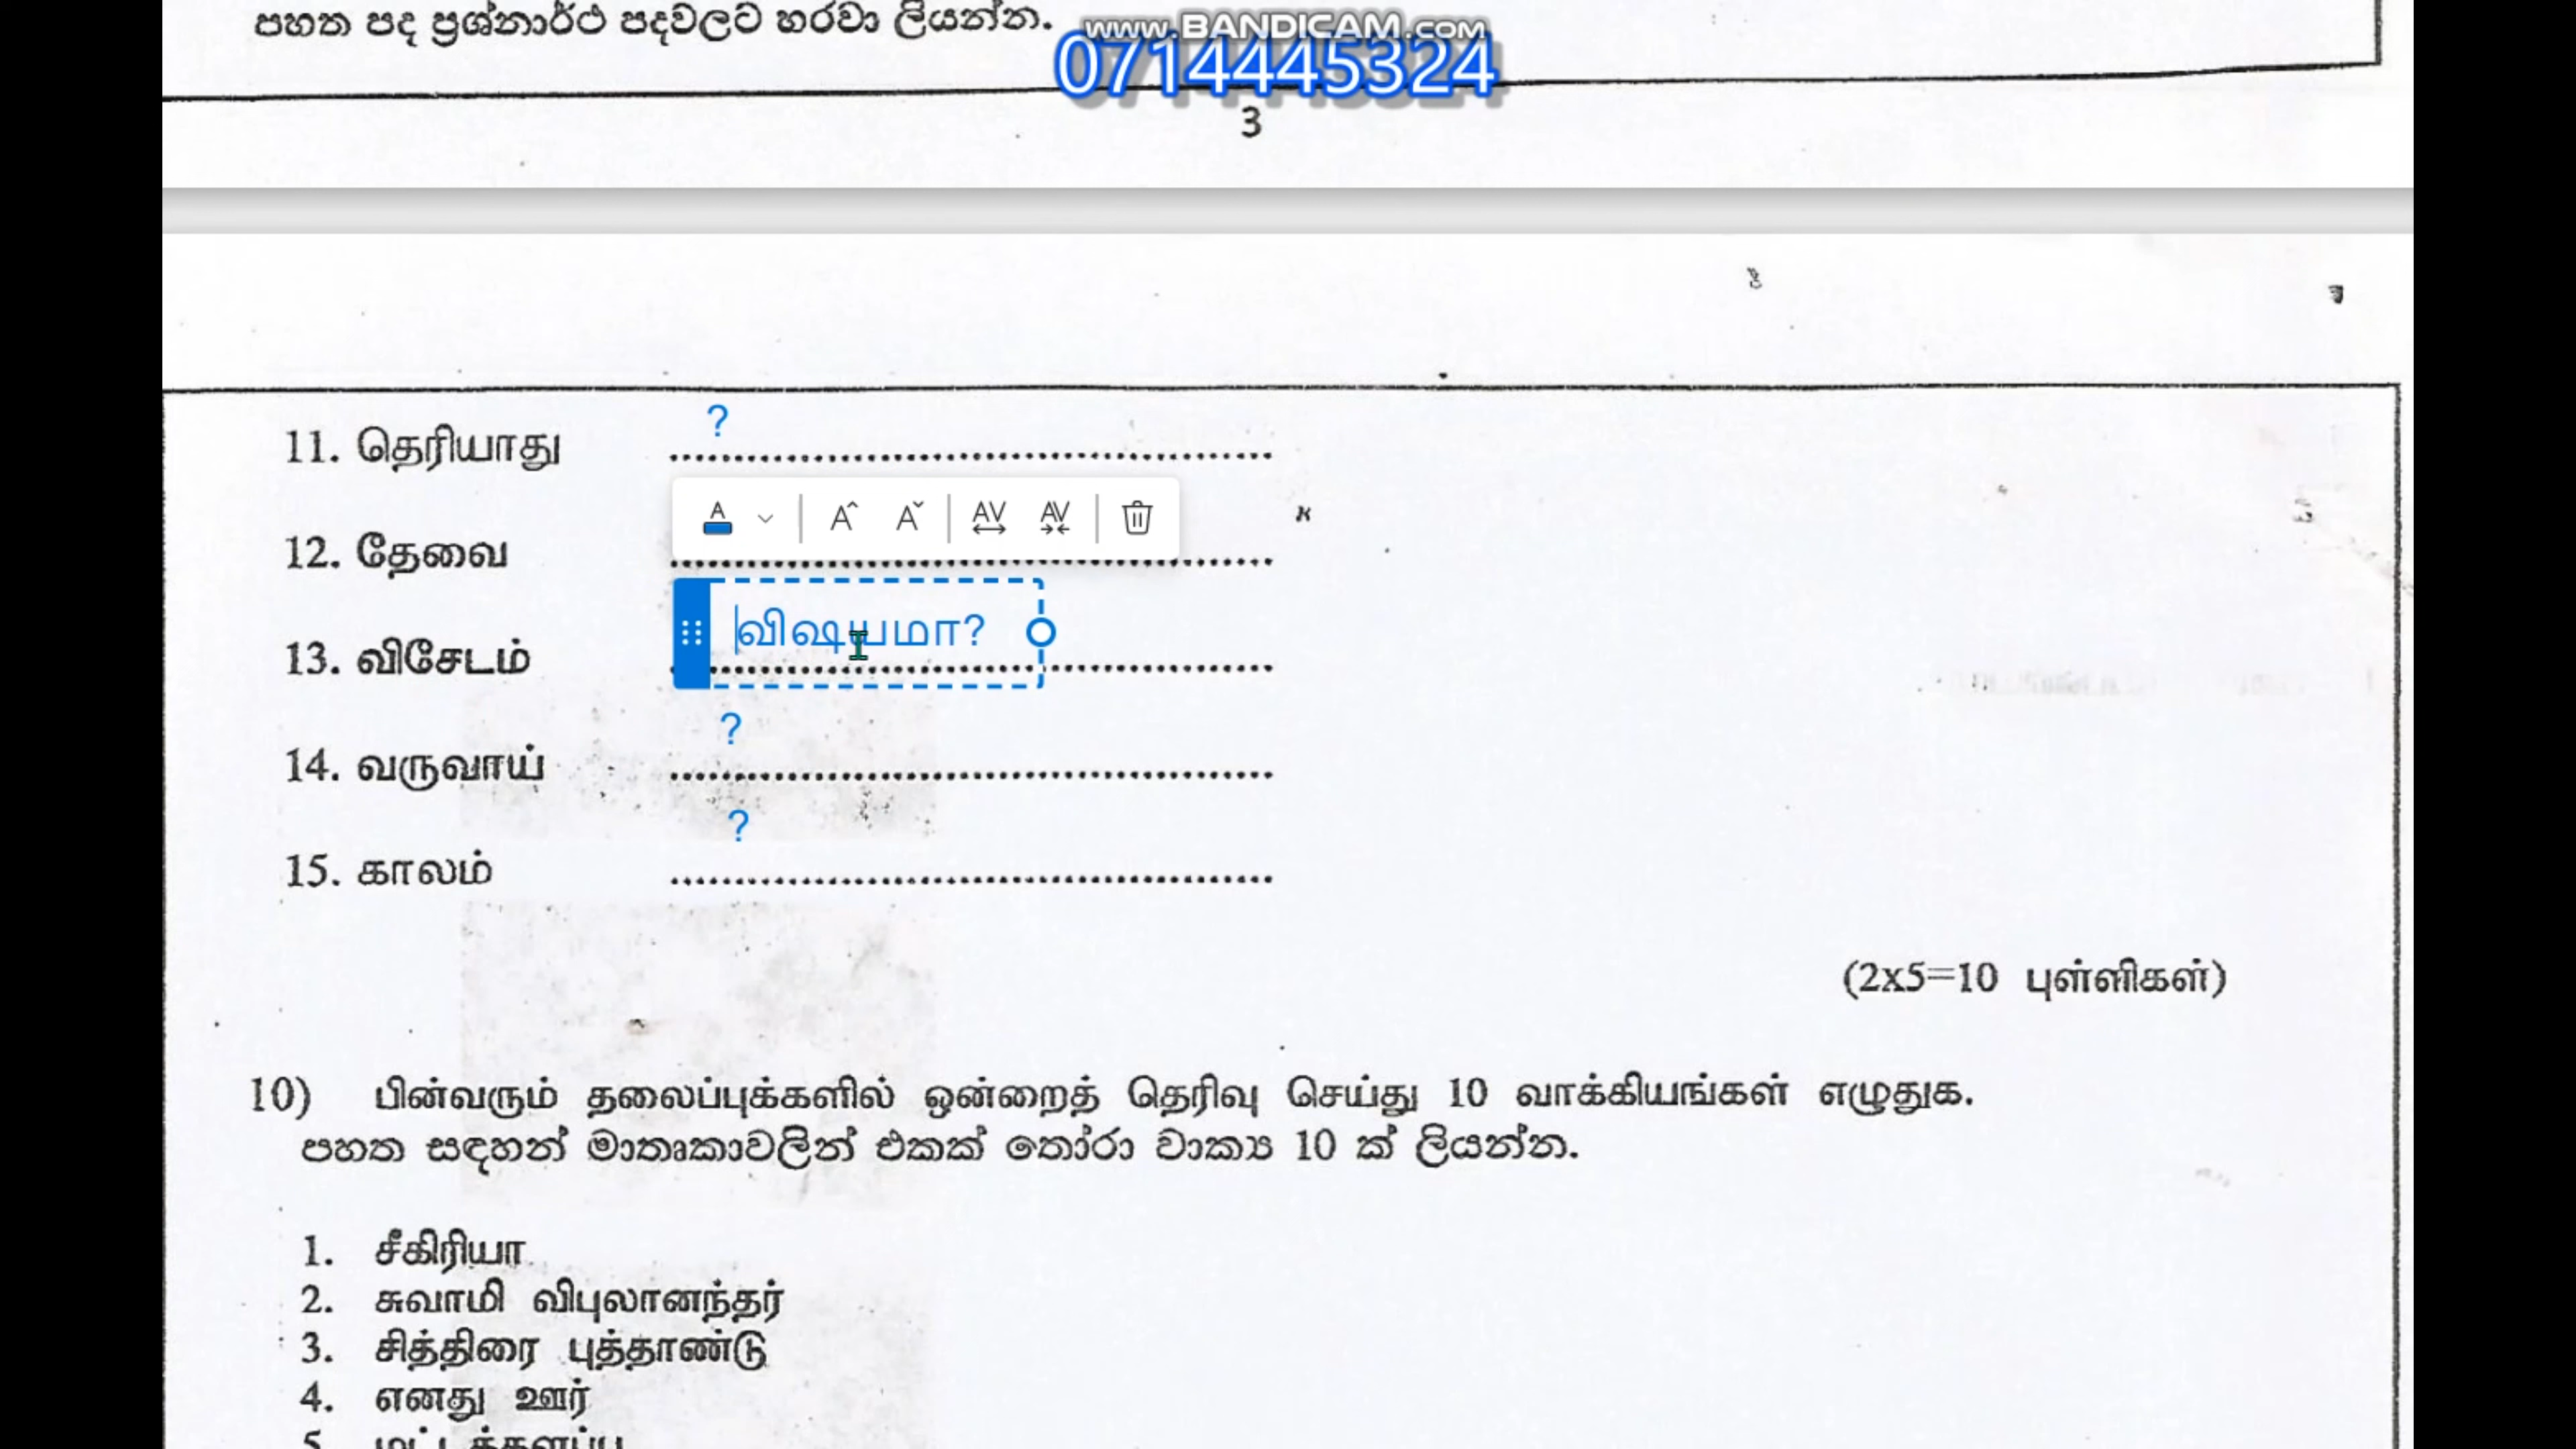 පහත පද ප්‍රශ්නාර්ථ පදවලට හරවා ලියන්න.
www.BANDICAM.com
0714445324
3
11. தெரியாது ?
12. தேவை
13. விசேடம் விஷயமா?
14. வருவாய் ?
15. காலம் ?
(2x5=10 புள்ளிகள்)
10) பின்வரும் தலைப்புக்களில் ஒன்றைத் தெரிவு செய்து 10 வாக்கியங்கள் எழுதுக.
පහත සඳහන් මාතෘකාවලින් එකක් තෝරා වාක්‍ය 10 ක් ලියන්න.
1. சீகிரியா
2. சுவாமி விபுலானந்தர்
3. சித்திரை புத்தாண்டு
4. எனது ஊர்
5.